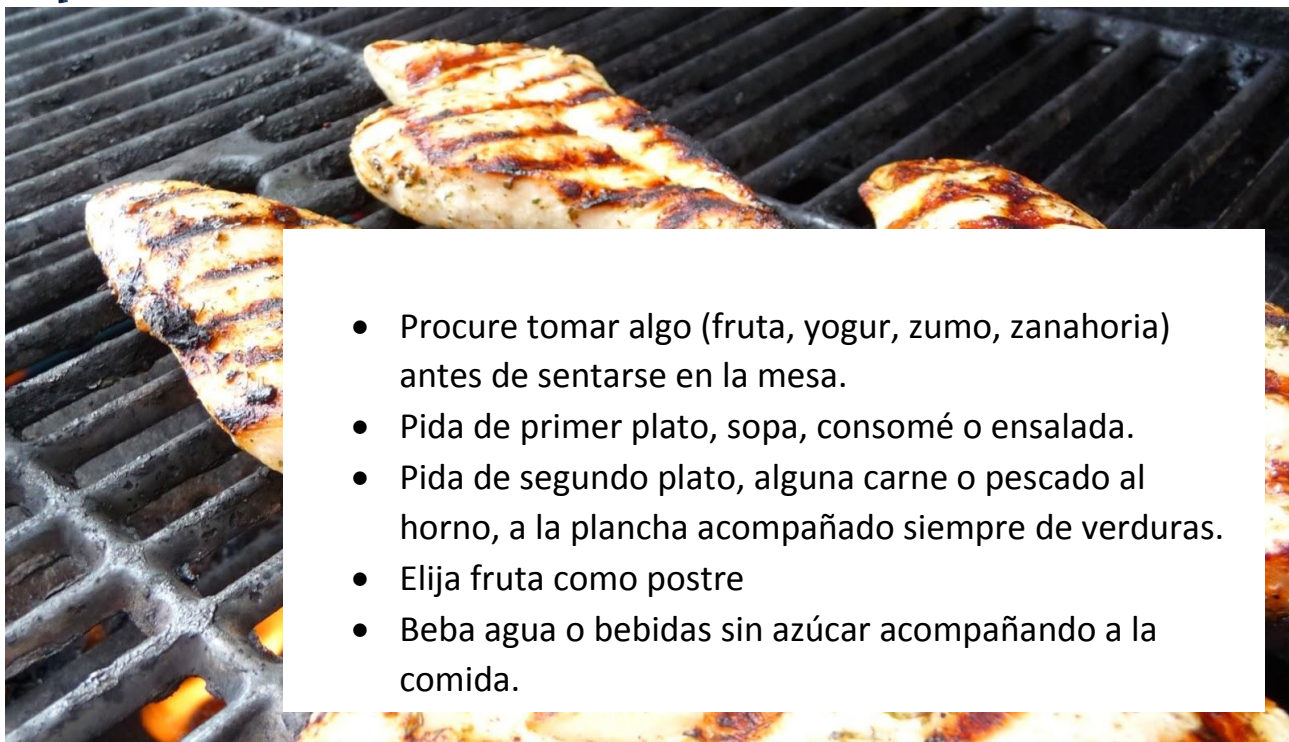 • Procure tomar algo (fruta, yogur, zumo, zanahoria)
antes de sentarse en la mesa.
• Pida de primer plato, sopa, consomé o ensalada.
• Pida de segundo plato, alguna carne o pescado al
horno, a la plancha acompañado siempre de verduras.
• Elija fruta como postre
• Beba agua o bebidas sin azúcar acompañando a la
comida.